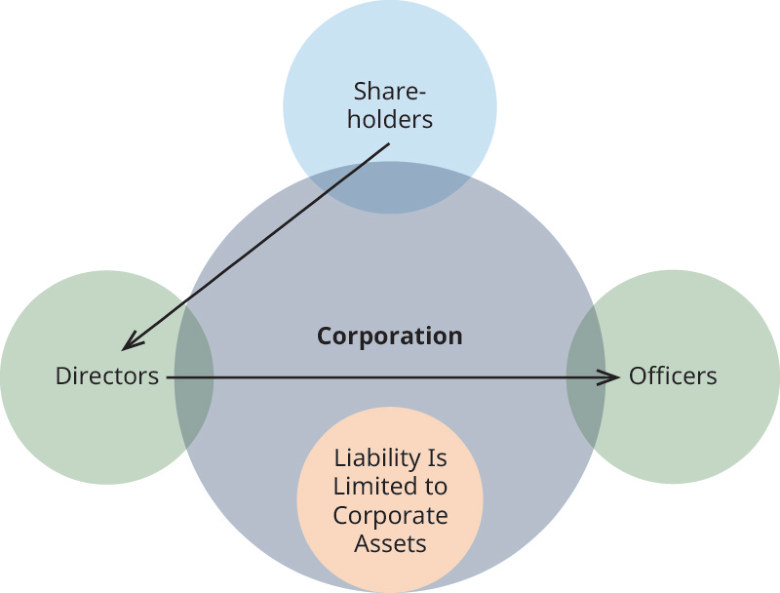 Share-
holders
Corporation
Directors
Officers
Liability Is
Limited to
Corporate
Assets